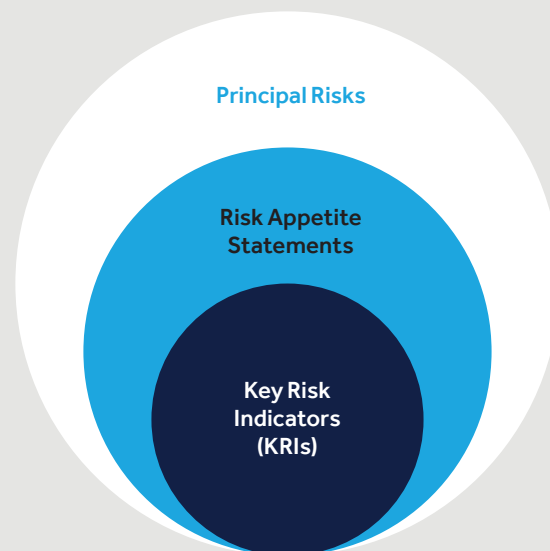 Principal Risks
Risk Appetite
Statements
Key Risk
Indicators
(KRIs)